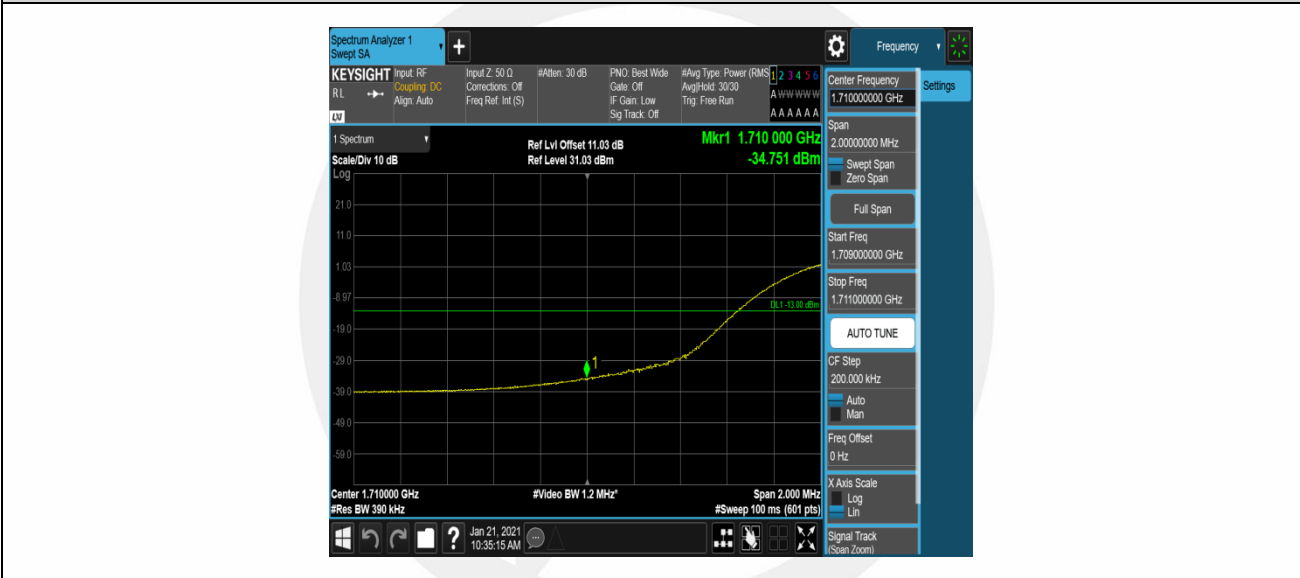 Spectrum Analyzer 1
Swept SA
+
Frequency
KEYSIGHT
RL
LXI
Input: RF
Coupling: DC
Align: Auto
Input Z: 50 Ω
Corrections: Off
Freq Ref: Int (S)
#Atten: 30 dB
PNO: Best Wide
Gate: Off
IF Gain: Low
Sig Track: Off
#Avg Type: Power (RMS
Avg|Hold: 30/30
Trig: Free Run
1 2 3 4 5 6
A W W W W W
A A A A A A
1 Spectrum
Scale/Div 10 dB
Ref Lvl Offset 11.03 dB
Ref Level 31.03 dBm
Mkr1 1.710 000 GHz
-34.751 dBm
Log
21.0
11.0
1.03
-8.97
-19.0
-29.0
-39.0
-49.0
-59.0
DL1 -13.00 dBm
1
Center 1.710000 GHz
#Res BW 390 kHz
#Video BW 1.2 MHz*
Span 2.000 MHz
#Sweep 100 ms (601 pts)
?
Jan 21, 2021
10:35:15 AM
Center Frequency
1.710000000 GHz
Span
2.00000000 MHz
Swept Span
Zero Span
Full Span
Start Freq
1.709000000 GHz
Stop Freq
1.711000000 GHz
AUTO TUNE
CF Step
200.000 kHz
Auto
Man
Freq Offset
0 Hz
X Axis Scale
Log
Lin
Signal Track
(Span Zoom)
Settings